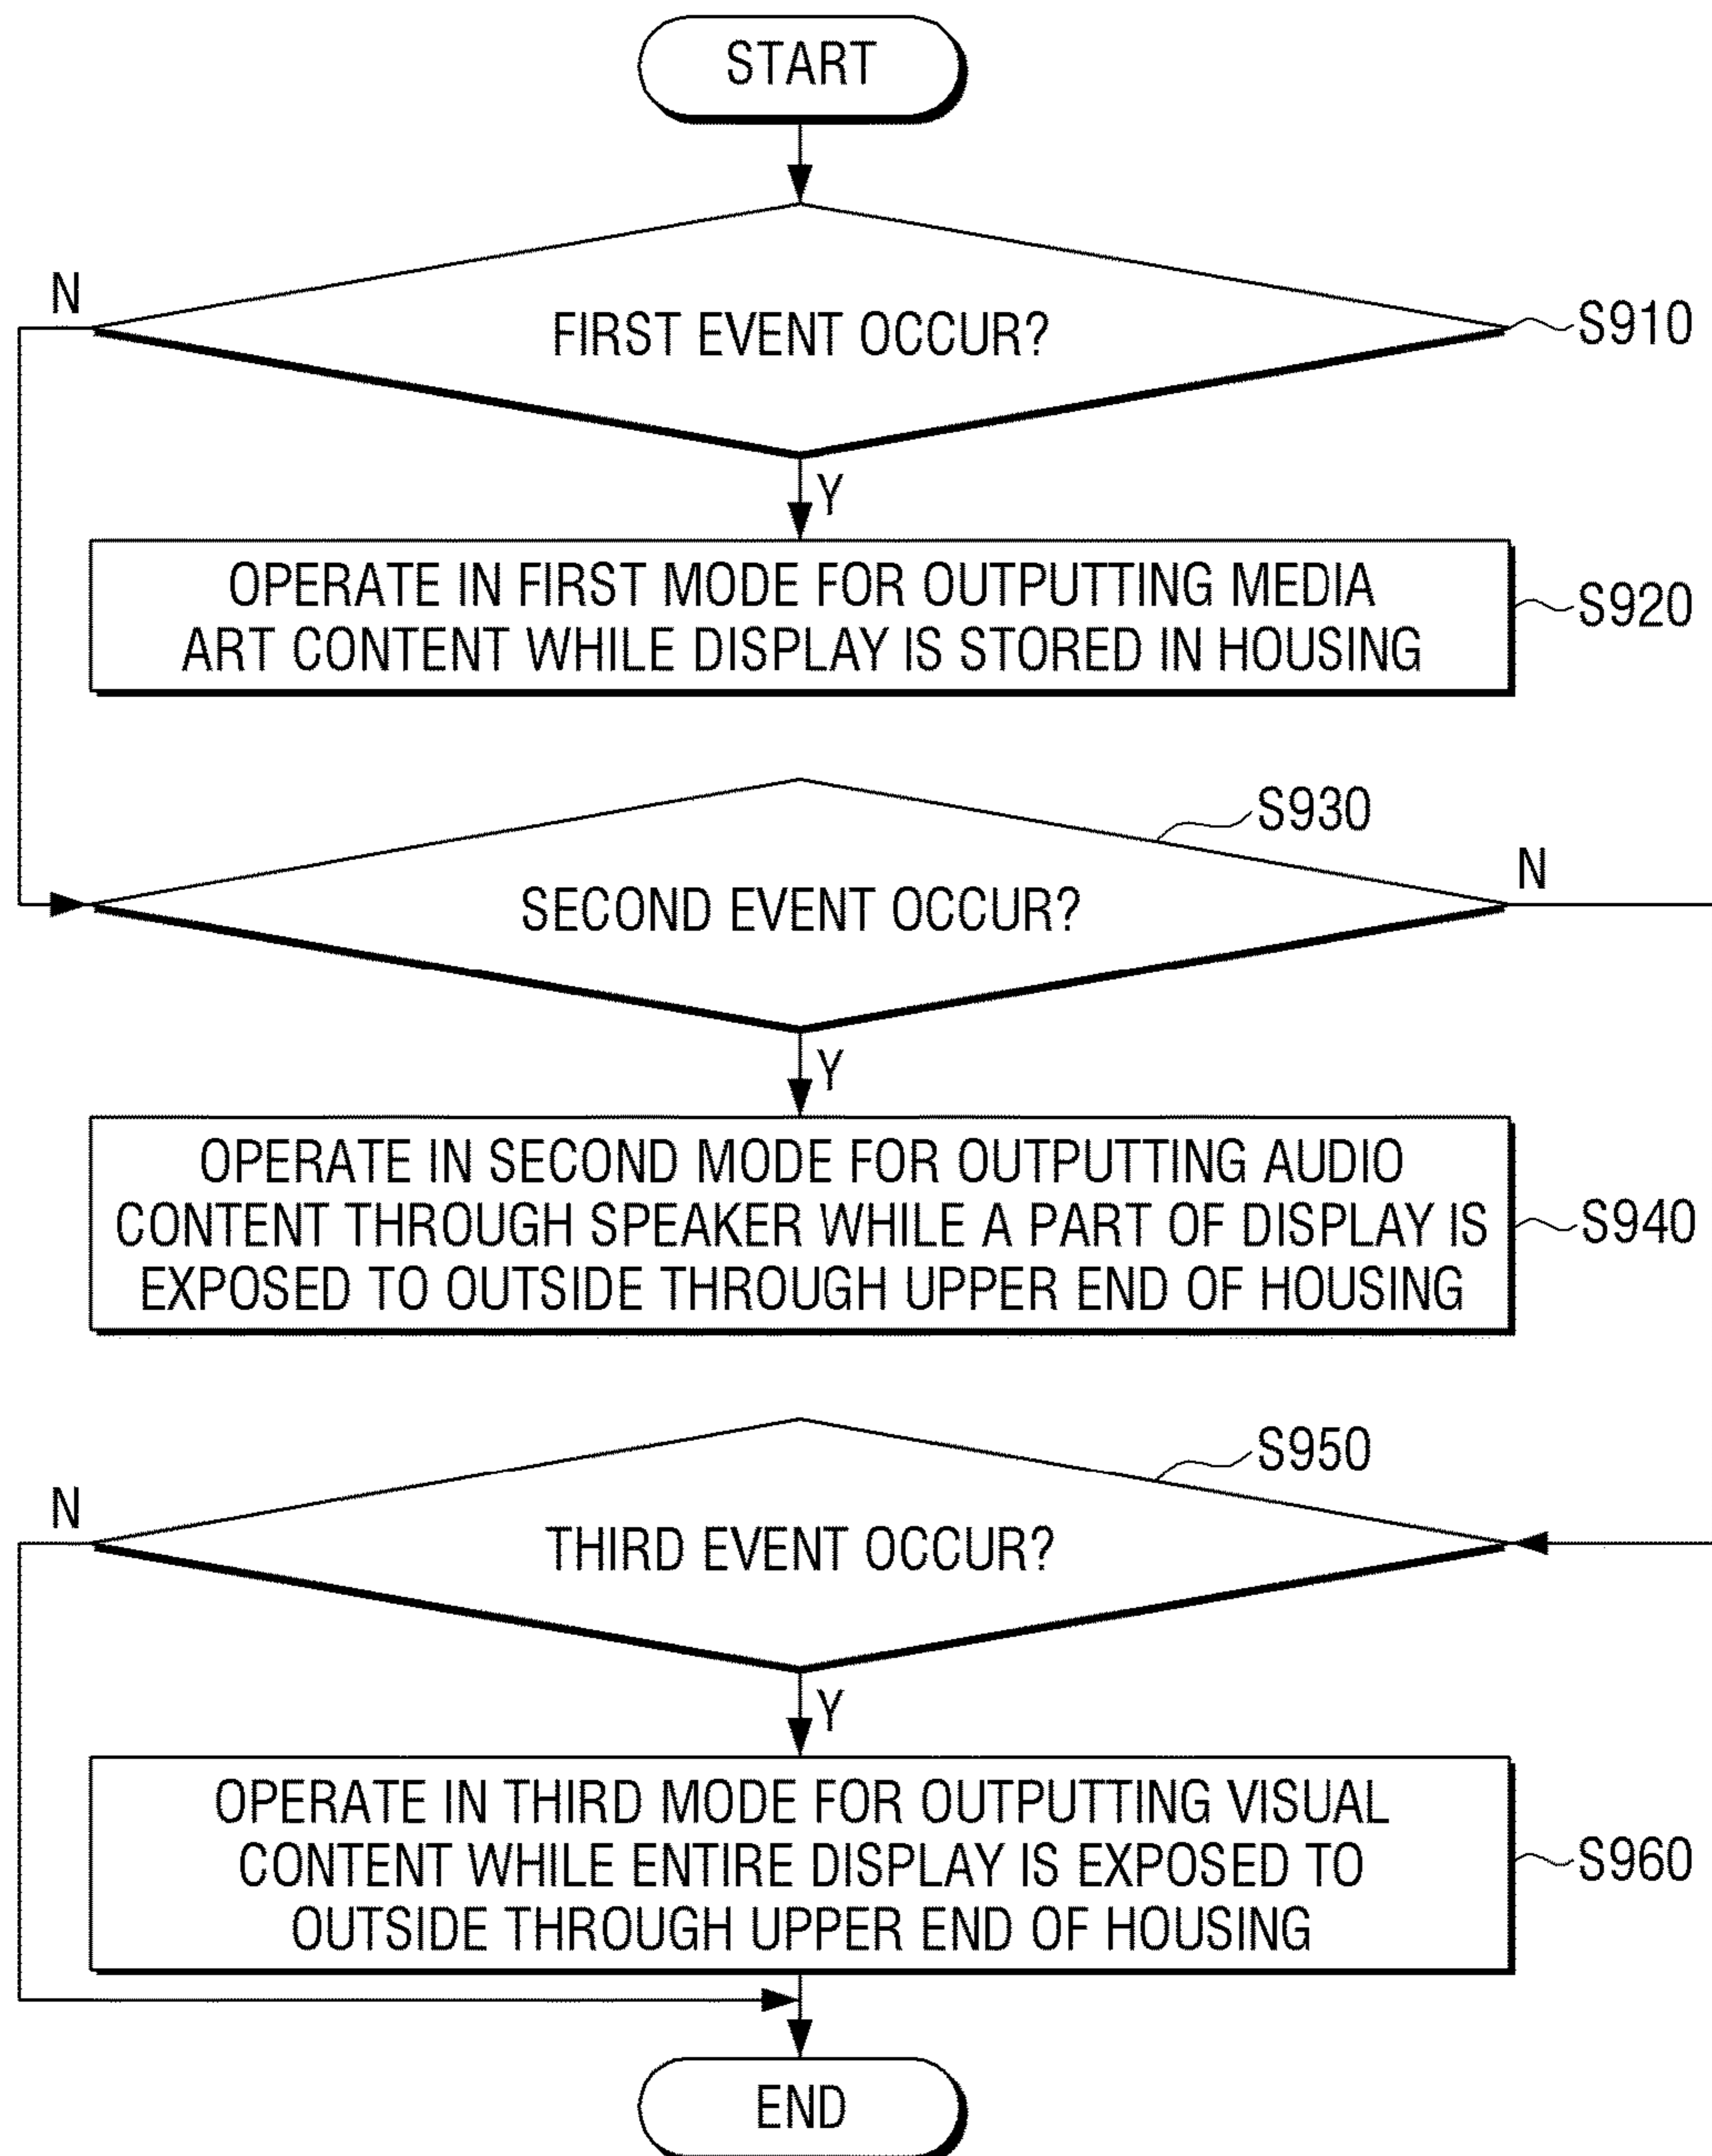 START
N
FIRST EVENT OCCUR?
S910
Y
OPERATE IN FIRST MODE FOR OUTPUTTING MEDIA
ART CONTENT WHILE DISPLAY IS STORED IN HOUSING
S920
S930
N
SECOND EVENT OCCUR?
Y
OPERATE IN SECOND MODE FOR OUTPUTTING AUDIO
CONTENT THROUGH SPEAKER WHILE A PART OF DISPLAY IS
EXPOSED TO OUTSIDE THROUGH UPPER END OF HOUSING
S940
S950
N
THIRD EVENT OCCUR?
Y
OPERATE IN THIRD MODE FOR OUTPUTTING VISUAL
CONTENT WHILE ENTIRE DISPLAY IS EXPOSED TO
OUTSIDE THROUGH UPPER END OF HOUSING
S960
END